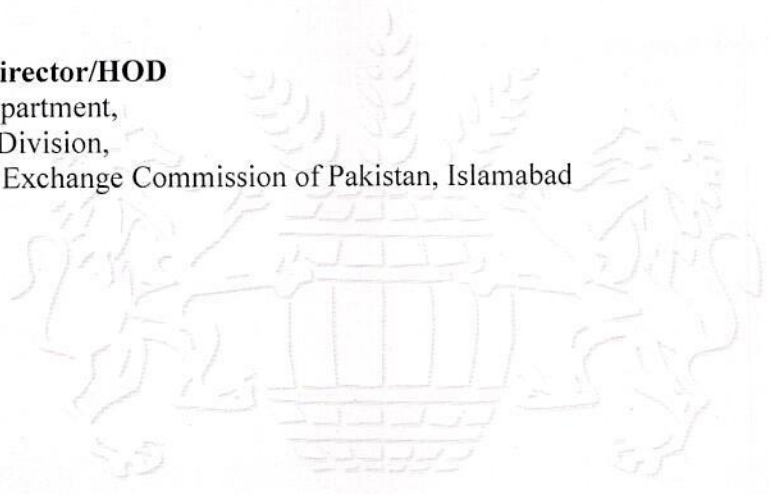 irector/HOD
partment,
Division,
Exchange Commission of Pakistan, Islamabad